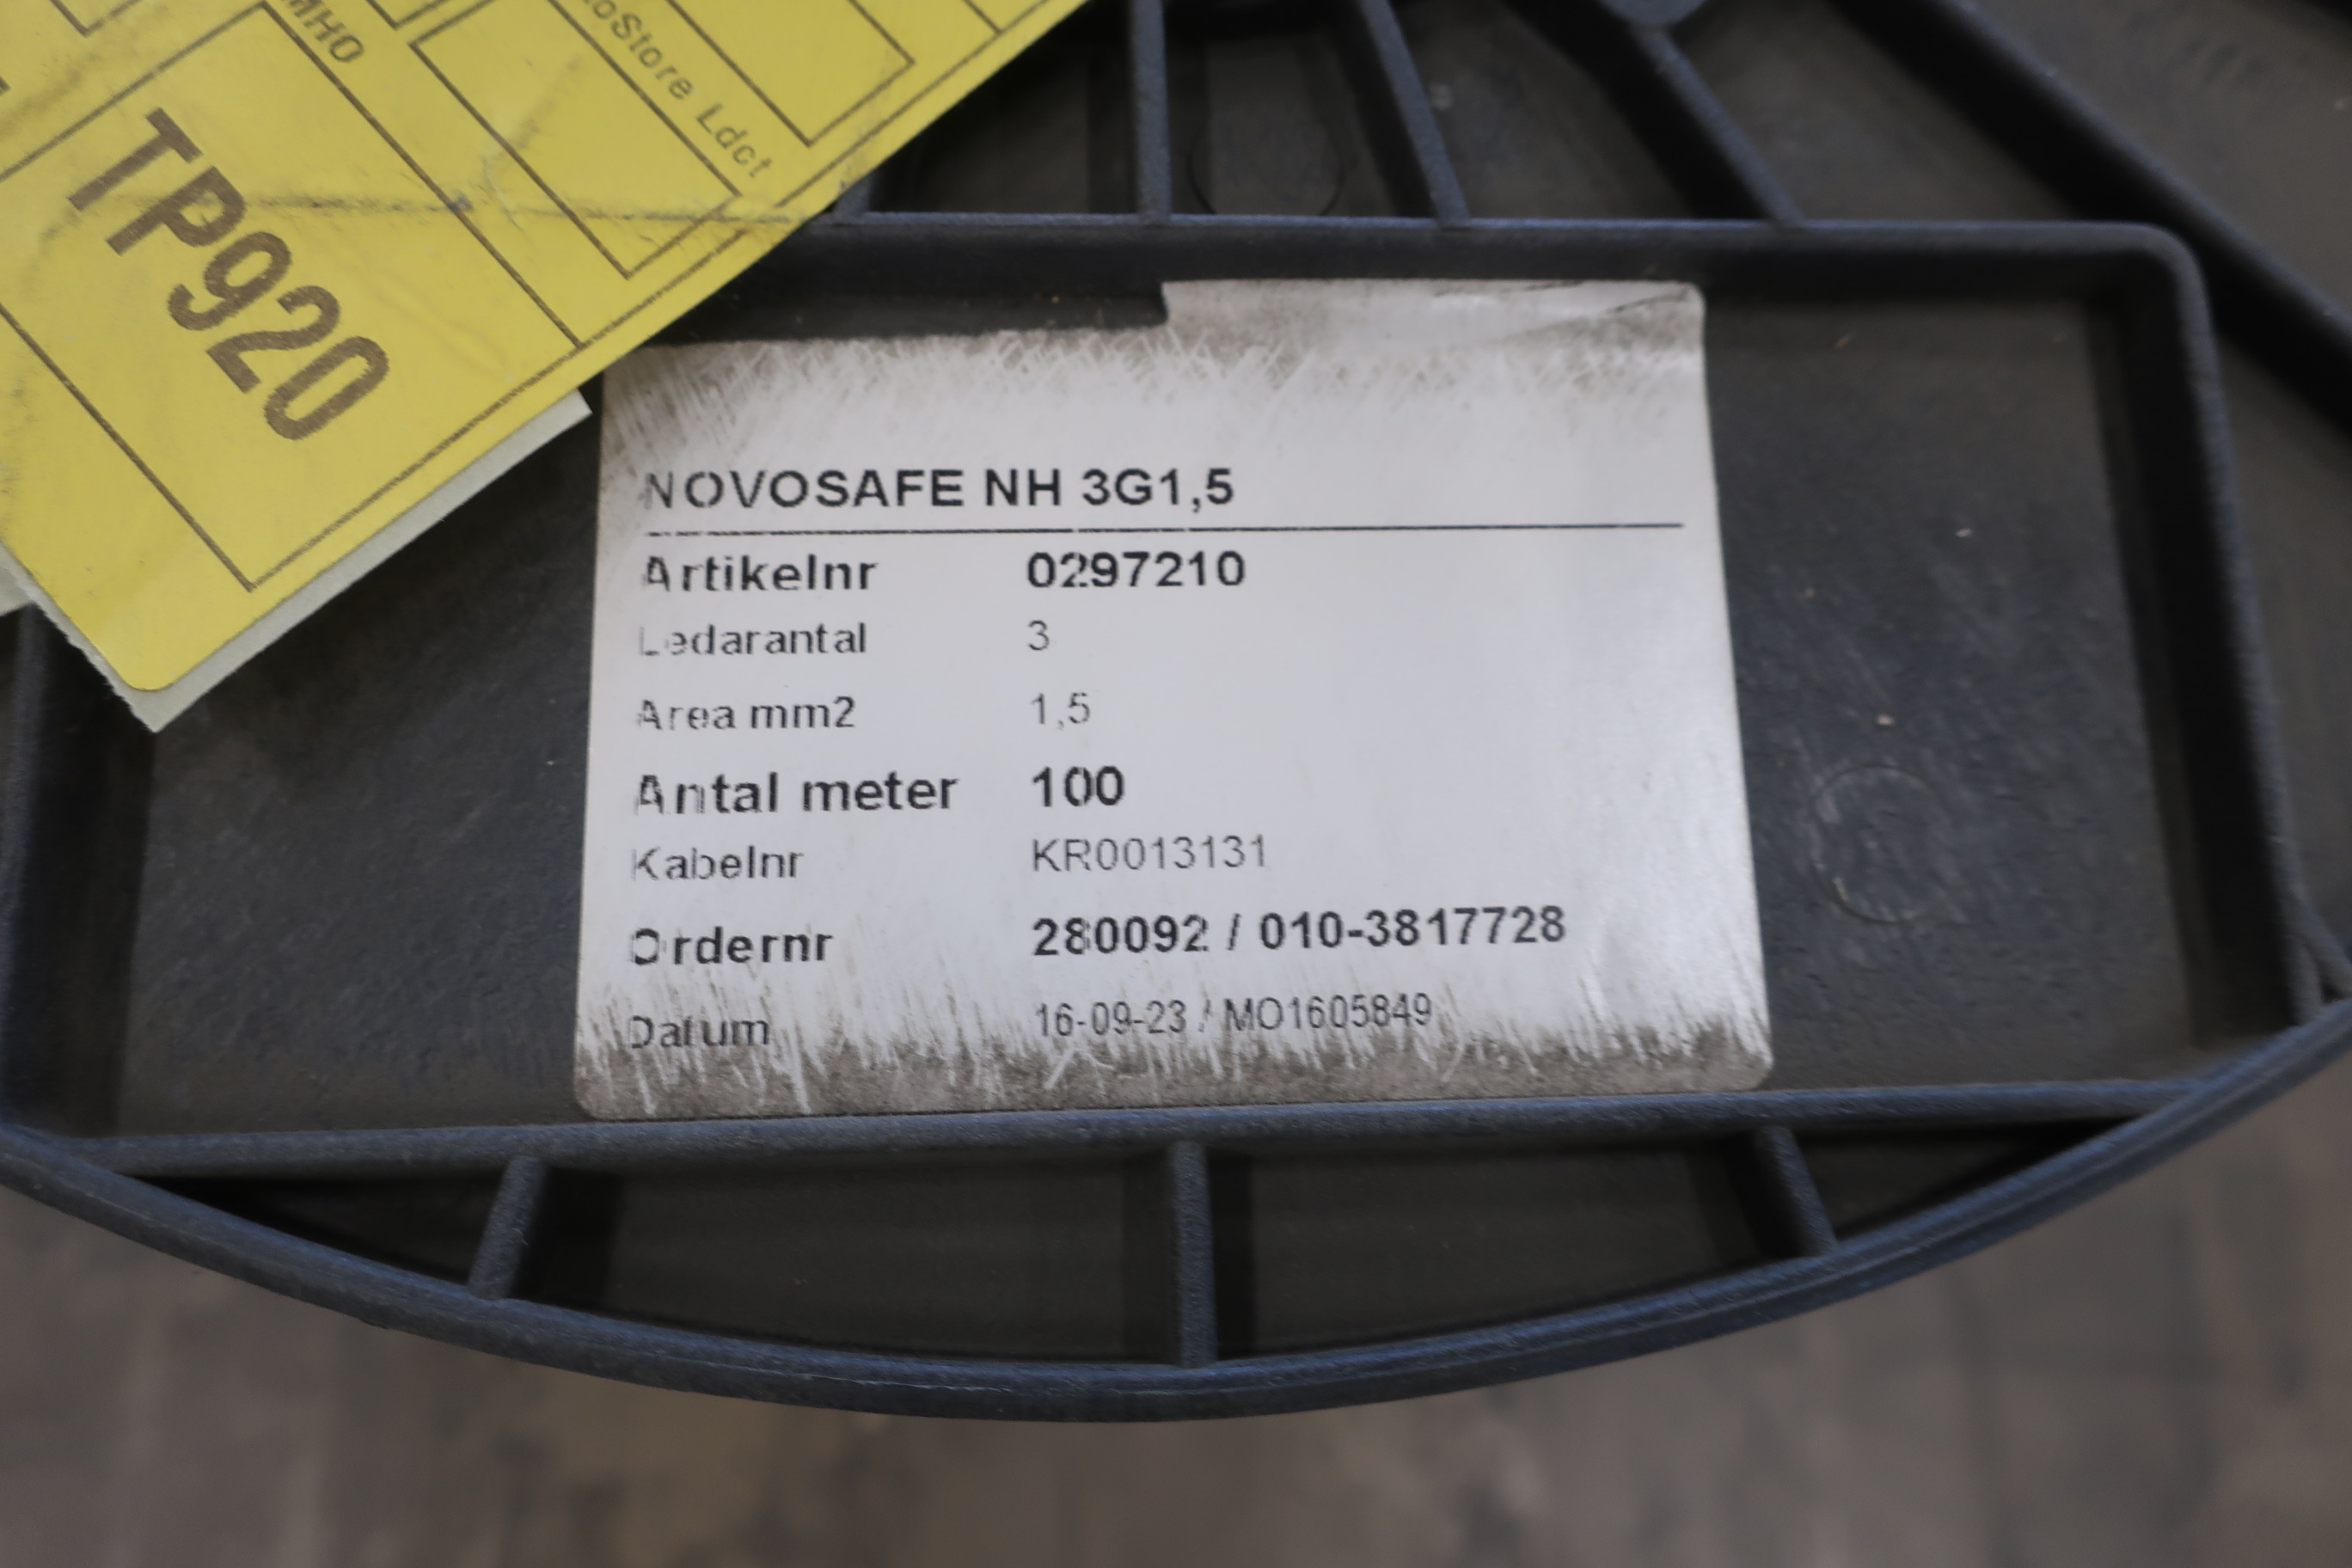 MHO
oStore Ldct
TP920
NOVOSAFE NH 3G1,5
Artikelnr 0297210
Ledarantal 3
Area mm2 1,5
Antal meter 100
Kabelnr KR0013131
Ordernr 280092 / 010-3817728
Datum 16-09-23 / MO1605849